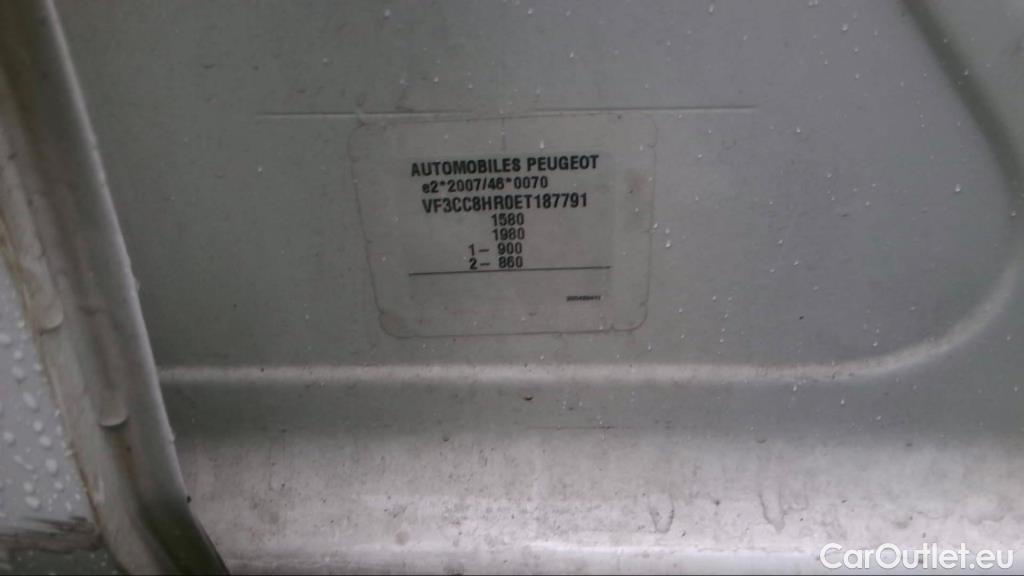 AUTOMOBILES PEUGEOT
e2*2007/46*0070
VF3CC8HR0ET187791
1580
1980
1– 900
2– 860
CarOutlet.eu